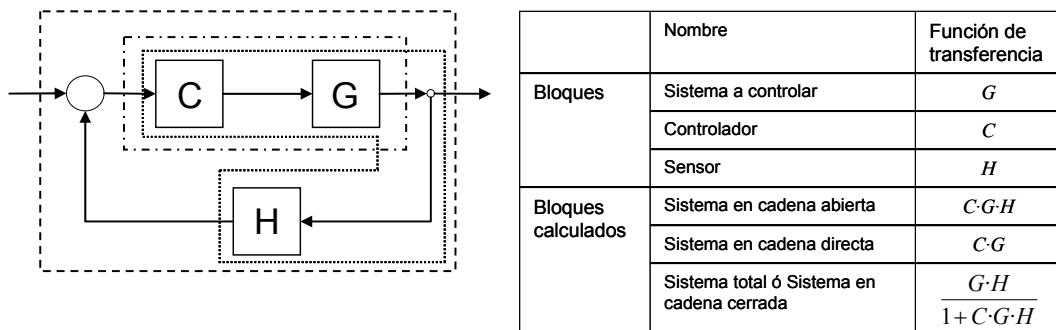 C
G
H
Nombre
Función de
transferencia
Bloques
Sistema a controlar
G
Controlador
C
Sensor
H
Bloques
calculados
Sistema en cadena abierta
C·G·H
Sistema en cadena directa
C·G
Sistema total ó Sistema en
cadena cerrada
G·H
1+C·G·H